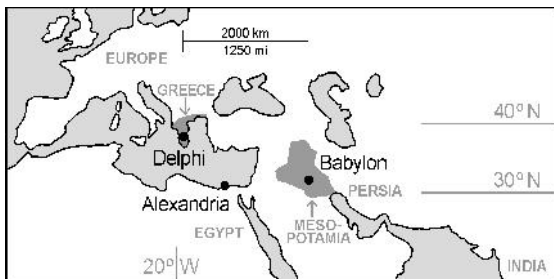 2000 km
1250 mi
EUROPE
GREECE
40° N
Delphi
Babylon
30° N
Alexandria
PERSIA
MESO-
POTAMIA
EGYPT
20° W
INDIA